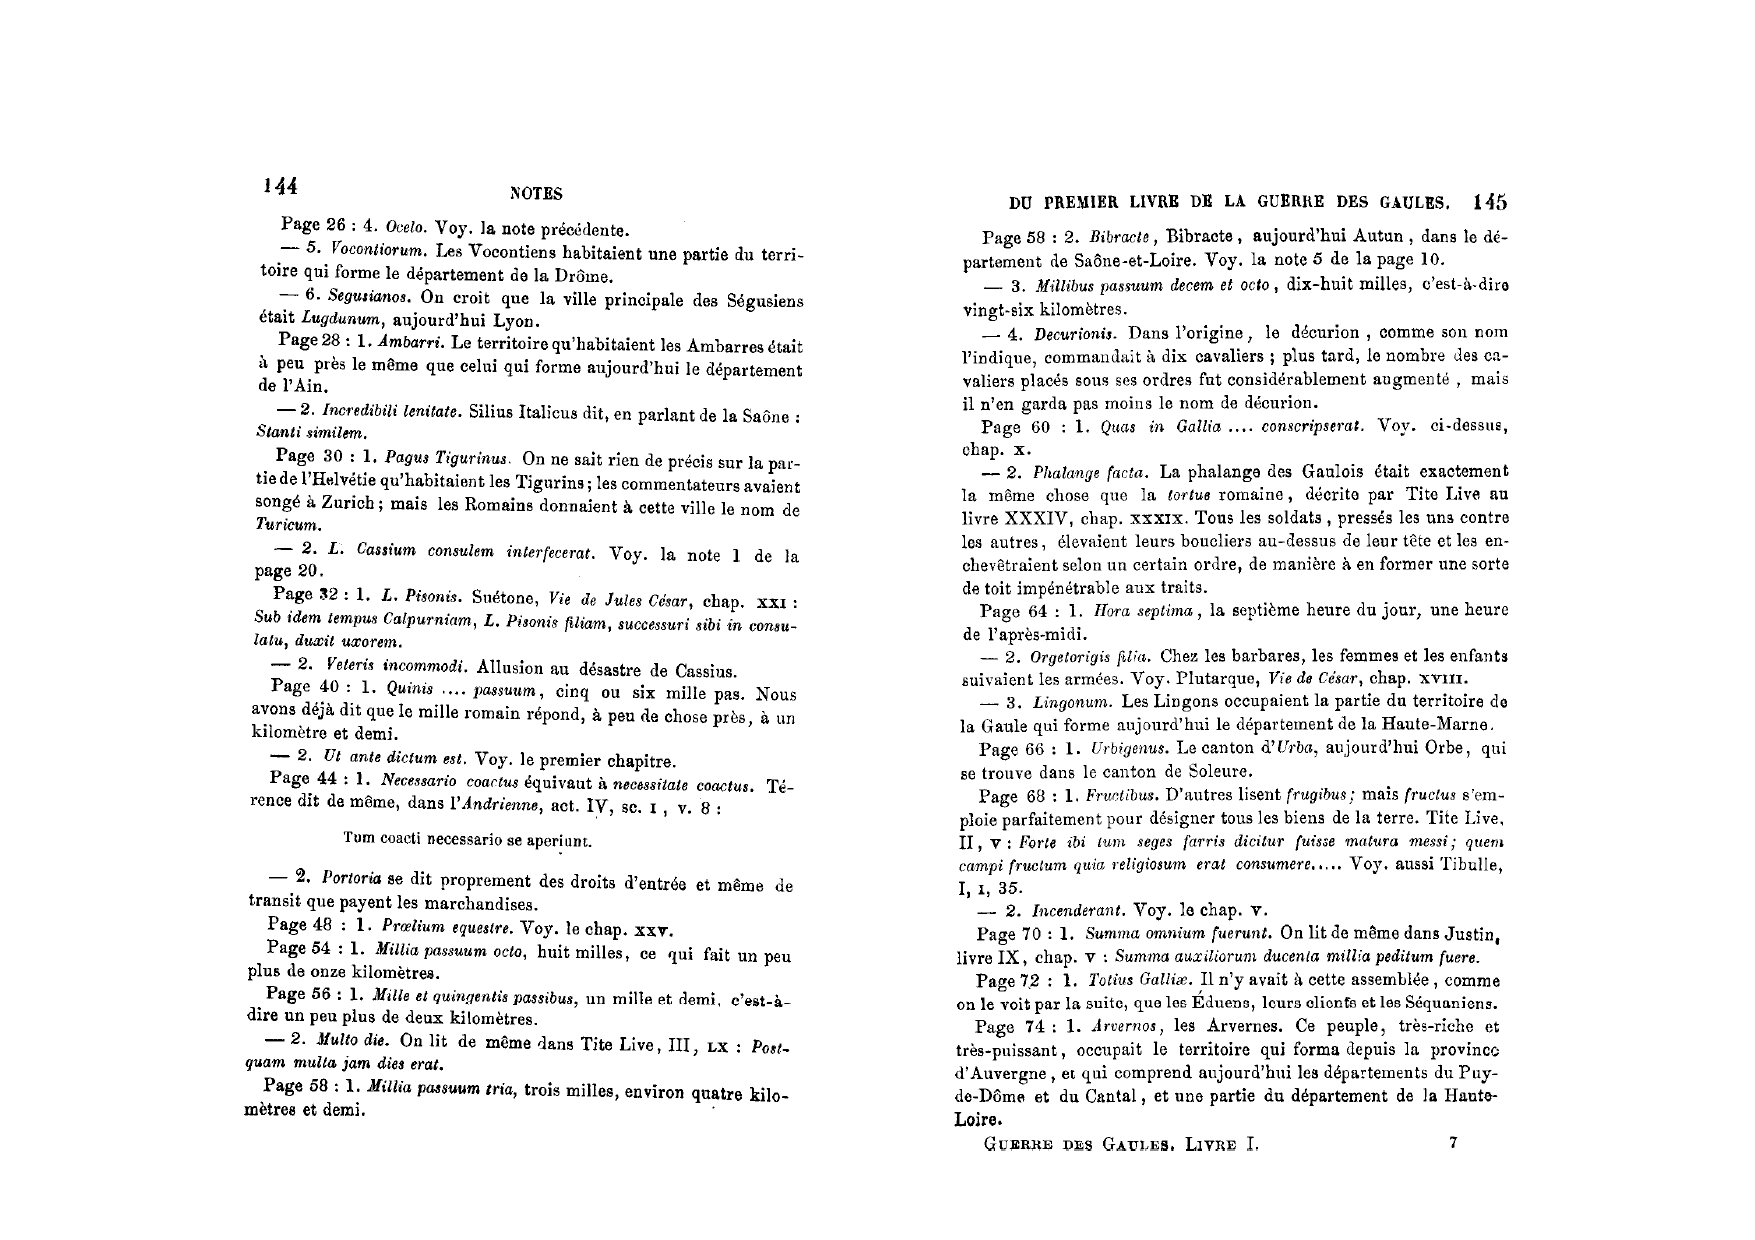 144
NOTES
Page 26 : 4. Ocelo. Voy. la note précédente.
— 5. Vocontiorum. Les Vocontiens habitaient une partie du terri-
toire qui forme le département de la Drôme.
— 6. Segusianos. On croit que la ville principale des Ségusiens
était Lugdunum, aujourd'hui Lyon.
Page 28 : 1. Ambarri. Le territoire qu'habitaient les Ambarres était
à peu près le même que celui qui forme aujourd'hui le département
de l'Ain.
— 2. Incredibili lenitate. Silius Italicus dit, en parlant de la Saône :
Stanti similem.
Page 30 : 1. Pagus Tigurinus. On ne sait rien de précis sur la par-
tie de l'Helvétie qu'habitaient les Tigurins ; les commentateurs avaient
songé à Zurich ; mais les Romains donnaient à cette ville le nom de
Turicum.
— 2. L. Cassium consulem interfecerat. Voy. la note 1 de la
page 20.
Page 32 : 1. L. Pisonis. Suétone, Vie de Jules César, chap. XXI :
Sub idem tempus Calpurniam, L. Pisonis filiam, successuri sibi in consu-
latu, duxit uxorem.
— 2. Veteris incommodi. Allusion au désastre de Cassius.
Page 40 : 1. Quinis .... passuum, cinq ou six mille pas. Nous
avons déjà dit que le mille romain répond, à peu de chose près, à un
kilomètre et demi.
— 2. Ut ante dictum est. Voy. le premier chapitre.
Page 44 : 1. Necessario coactus équivaut à necessitate coactus. Té-
rence dit de même, dans l'Andrienne, act. IV, sc. I , v. 8 :
Tum coacti necessario se aperiunt.
— 2. Portoria se dit proprement des droits d'entrée et même de
transit que payent les marchandises.
Page 48 : 1. Prœlium equestre. Voy. le chap. XXV.
Page 54 : 1. Millia passuum octo, huit milles, ce qui fait un peu
plus de onze kilomètres.
Page 56 : 1. Mille et quingentis passibus, un mille et demi, c'est-à-
dire un peu plus de deux kilomètres.
— 2. Multo die. On lit de même dans Tite Live, III, LX : Post-
quam multa jam dies erat.
Page 58 : 1. Millia passuum tria, trois milles, environ quatre kilo-
mètres et demi.
DU PREMIER LIVRE DE LA GUERRE DES GAULES. 145
Page 58 : 2. Bibracte, Bibracte, aujourd'hui Autun, dans le dé-
partement de Saône-et-Loire. Voy. la note 5 de la page 10.
— 3. Millibus passuum decem et octo, dix-huit milles, c'est-à-dire
vingt-six kilomètres.
— 4. Decurionis. Dans l'origine, le décurion, comme son nom
l'indique, commandait à dix cavaliers ; plus tard, le nombre des ca-
valiers placés sous ses ordres fut considérablement augmenté , mais
il n'en garda pas moins le nom de décurion.
Page 60 : 1. Quas in Gallia .... conscripserat. Voy. ci-dessus,
chap. X.
— 2. Phalange facta. La phalange des Gaulois était exactement
la même chose que la tortue romaine, décrite par Tite Live au
livre XXXIV, chap. XXXIX. Tous les soldats, pressés les uns contre
les autres, élevaient leurs boucliers au-dessus de leur tête et les en-
chevêtraient selon un certain ordre, de manière à en former une sorte
de toit impénétrable aux traits.
Page 64 : 1. Hora septima, la septième heure du jour, une heure
de l'après-midi.
— 2. Orgetorigis filia. Chez les barbares, les femmes et les enfants
suivaient les armées. Voy. Plutarque, Vie de César, chap. XVIII.
— 3. Lingonum. Les Lingons occupaient la partie du territoire de
la Gaule qui forme aujourd'hui le département de la Haute-Marne.
Page 66 : 1. Urbigenus. Le canton d'Urba, aujourd'hui Orbe, qui
se trouve dans le canton de Soleure.
Page 68 : 1. Fructibus. D'autres lisent frugibus; mais fructus s'em-
ploie parfaitement pour désigner tous les biens de la terre. Tite Live,
II, V : Forte ibi tum seges farris dicitur fuisse matura messi; quem
campi fructum quia religiosum erat consumere..... Voy. aussi Tibulle,
I, I, 35.
— 2. Incenderant. Voy. le chap. V.
Page 70 : 1. Summa omnium fuerunt. On lit de même dans Justin,
livre IX, chap. V : Summa auxiliorum ducenta millia peditum fuere.
Page 72 : 1. Totius Galliæ. Il n'y avait à cette assemblée, comme
on le voit par la suite, que les Éduens, leurs clients et les Séquaniens.
Page 74 : 1. Arvernos, les Arvernes. Ce peuple, très-riche et
très-puissant, occupait le territoire qui forma depuis la province
d'Auvergne, et qui comprend aujourd'hui les départements du Puy-
de-Dôme et du Cantal, et une partie du département de la Haute-
Loire.
GUERRE DES GAULES. LIVRE I. 7